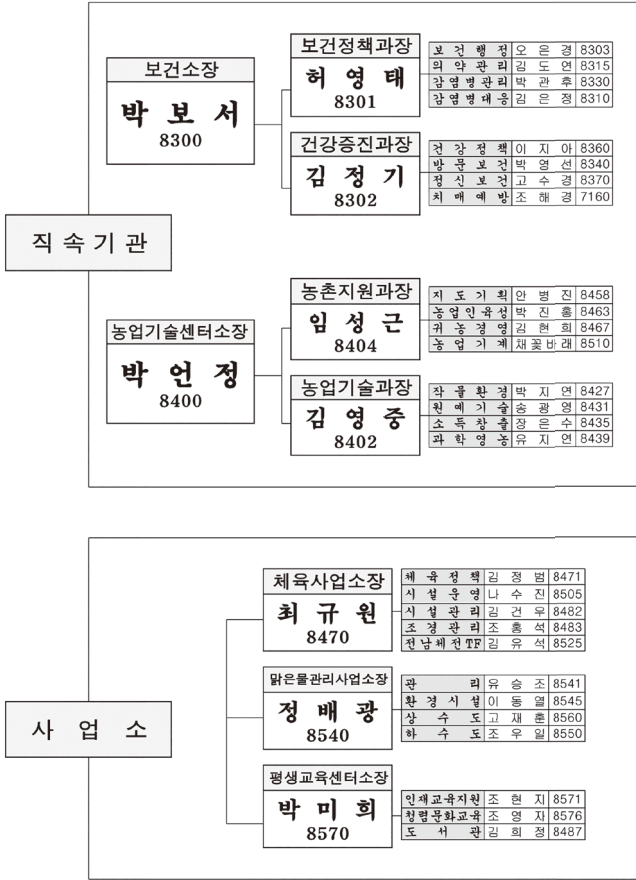 직속기관
보건소장
박보서
8300
보건정책과장
허영태
8301
보건행정 오은경 8303
의약관리 김도연 8315
감염병관리 박관후 8330
감염병대응 김은정 8310
건강증진과장
김정기
8302
건강정책 이지아 8360
방문보건 박영선 8340
정신보건 고수경 8370
치매예방 조해경 7160
농업기술센터소장
박언정
8400
농촌지원과장
임성근
8404
지도기획 안병진 8458
농업인육성 박진홍 8463
귀농경영 김현희 8467
농업기계 채꽃바래 8510
농업기술과장
김영중
8402
작물환경 박지연 8427
원예기술 송광영 8431
소득창출 장은수 8435
과학영농 유지연 8439
사업소
체육사업소장
최규원
8470
체육정책 김정범 8471
시설운영 나수진 8505
시설관리 김건우 8482
조경관리 조홍석 8483
전남체전TF 김유석 8525
맑은물관리사업소장
정배광
8540
관리 유승조 8541
환경시설 이동열 8545
상수도 고재훈 8560
하수도 조우일 8550
평생교육센터소장
박미희
8570
인재교육지원 조현지 8571
청렴문화교육 조영자 8576
도서관 김희정 8487